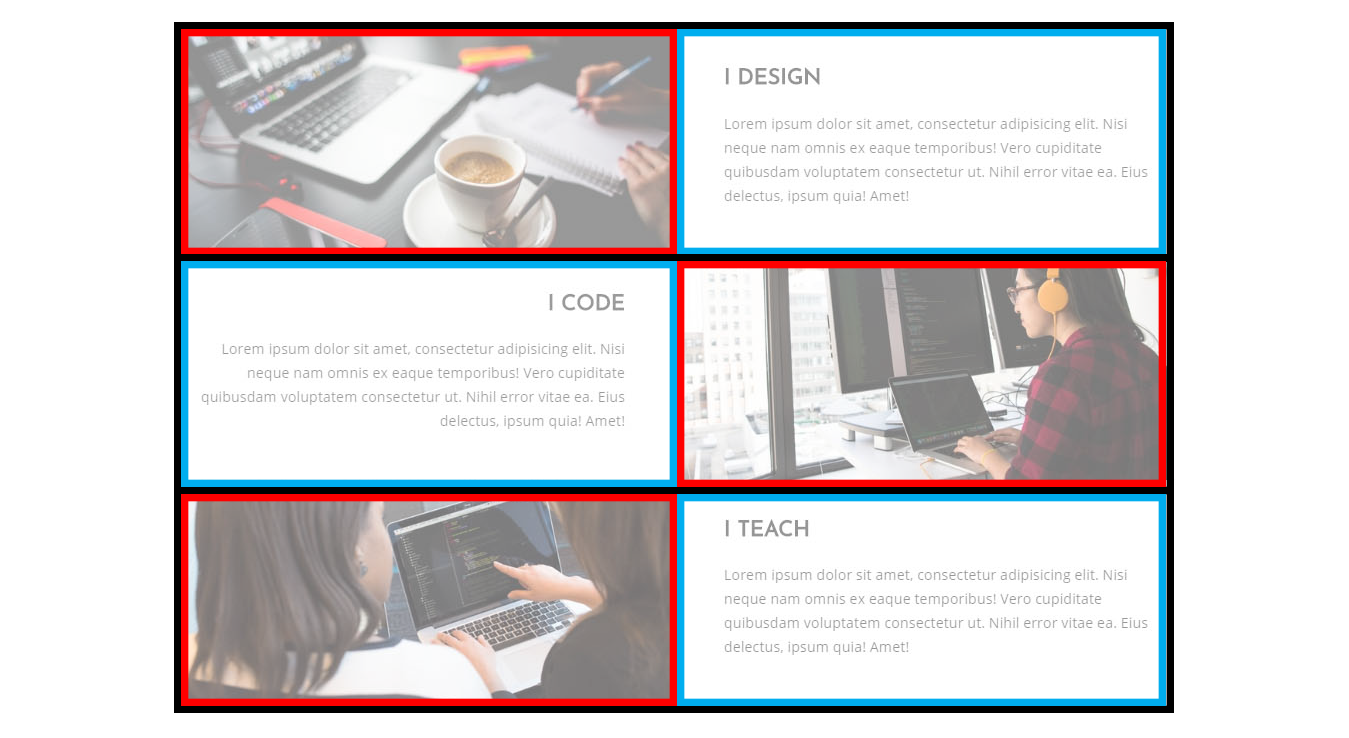 I DESIGN
Lorem ipsum dolor sit amet, consectetur adipisicing elit. Nisi
neque nam omnis ex eaque temporibus! Vero cupiditate
quibusdam voluptatem consectetur ut. Nihil error vitae ea. Eius
delectus, ipsum quia! Amet!
I CODE
Lorem ipsum dolor sit amet, consectetur adipisicing elit. Nisi
neque nam omnis ex eaque temporibus! Vero cupiditate
quibusdam voluptatem consectetur ut. Nihil error vitae ea. Eius
delectus, ipsum quia! Amet!
I TEACH
Lorem ipsum dolor sit amet, consectetur adipisicing elit. Nisi
neque nam omnis ex eaque temporibus! Vero cupiditate
quibusdam voluptatem consectetur ut. Nihil error vitae ea. Eius
delectus, ipsum quia! Amet!